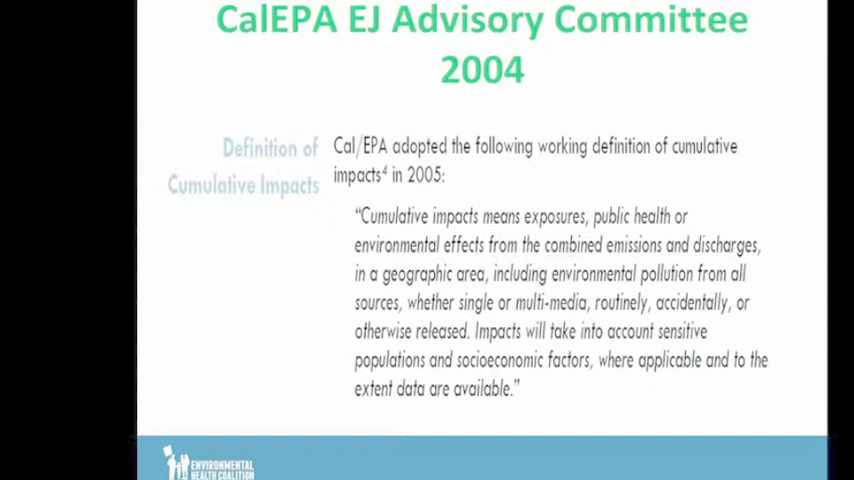 CalEPA EJ Advisory Committee
2004
Definition of
Cumulative Impacts
Cal/EPA adopted the following working definition of cumulative
impacts⁴ in 2005:
“Cumulative impacts means exposures, public health or
environmental effects from the combined emissions and discharges,
in a geographic area, including environmental pollution from all
sources, whether single or multi-media, routinely, accidentally, or
otherwise released. Impacts will take into account sensitive
populations and socioeconomic factors, where applicable and to the
extent data are available.”
ENVIRONMENTAL
HEALTH COALITION